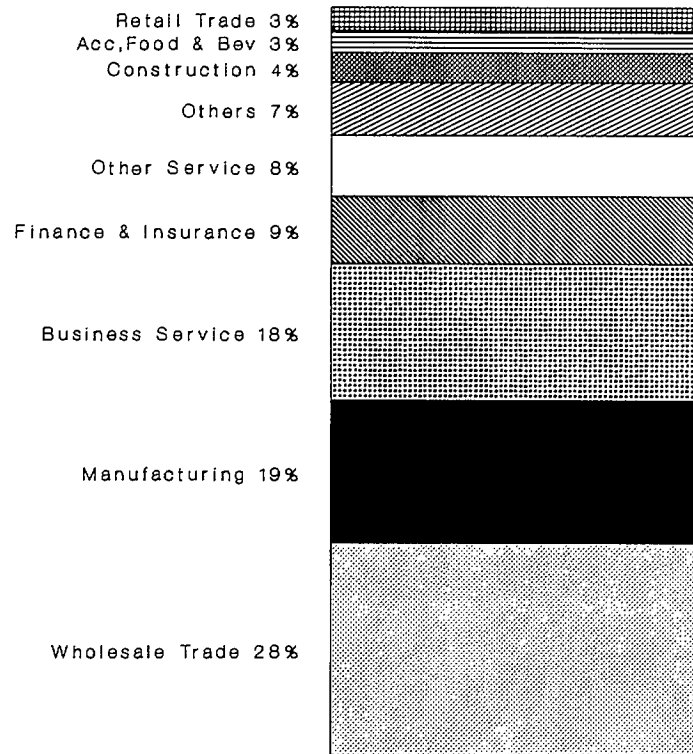 Retail Trade 3%
Acc,Food & Bev 3%
Construction 4%
Others 7%
Other Service 8%
Finance & Insurance 9%
Business Service 18%
Manufacturing 19%
Wholesale Trade 28%